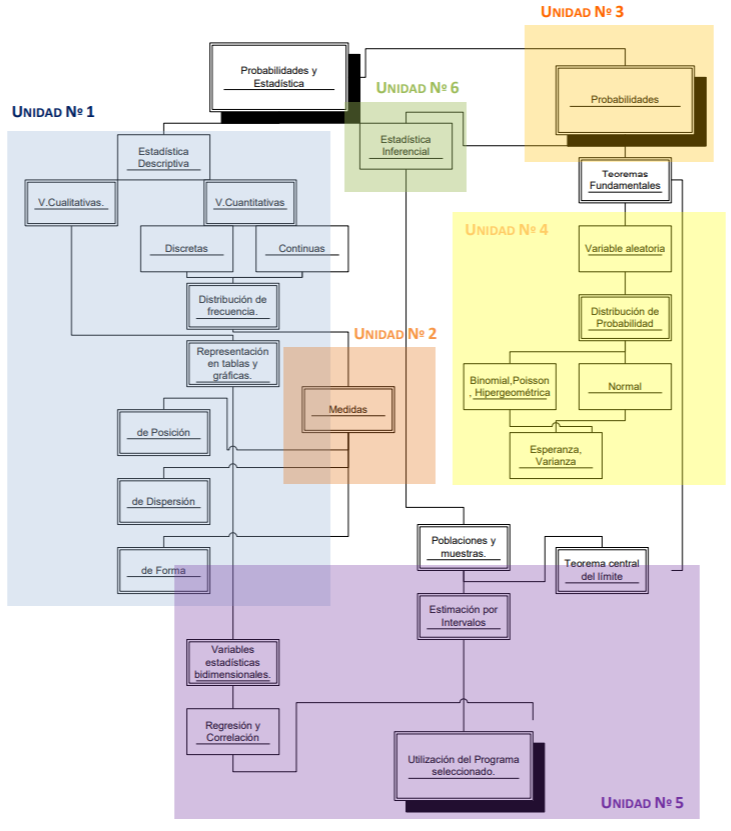 UNIDAD Nº 3
Probabilidades y
Estadística
UNIDAD Nº 6
Probabilidades
UNIDAD Nº 1
Estadística
Descriptiva
Estadística
Inferencial
Teoremas
Fundamentales
V.Cualitativas.
V.Cuantitativas
UNIDAD Nº 4
Discretas
Continuas
Variable aleatoria
Distribución de
frecuencia.
Distribución de
Probabilidad
UNIDAD Nº 2
Representación
en tablas y
gráficas.
Binomial,Poisson
, Hipergeométrica
Normal
Medidas
de Posición
Esperanza,
Varianza
de Dispersión
Poblaciones y
muestras.
de Forma
Teorema central
del límite
Estimación por
Intervalos
Variables
estadísticas
bidimensionales.
Regresión y
Correlación
Utilización del Programa
seleccionado.
UNIDAD Nº 5